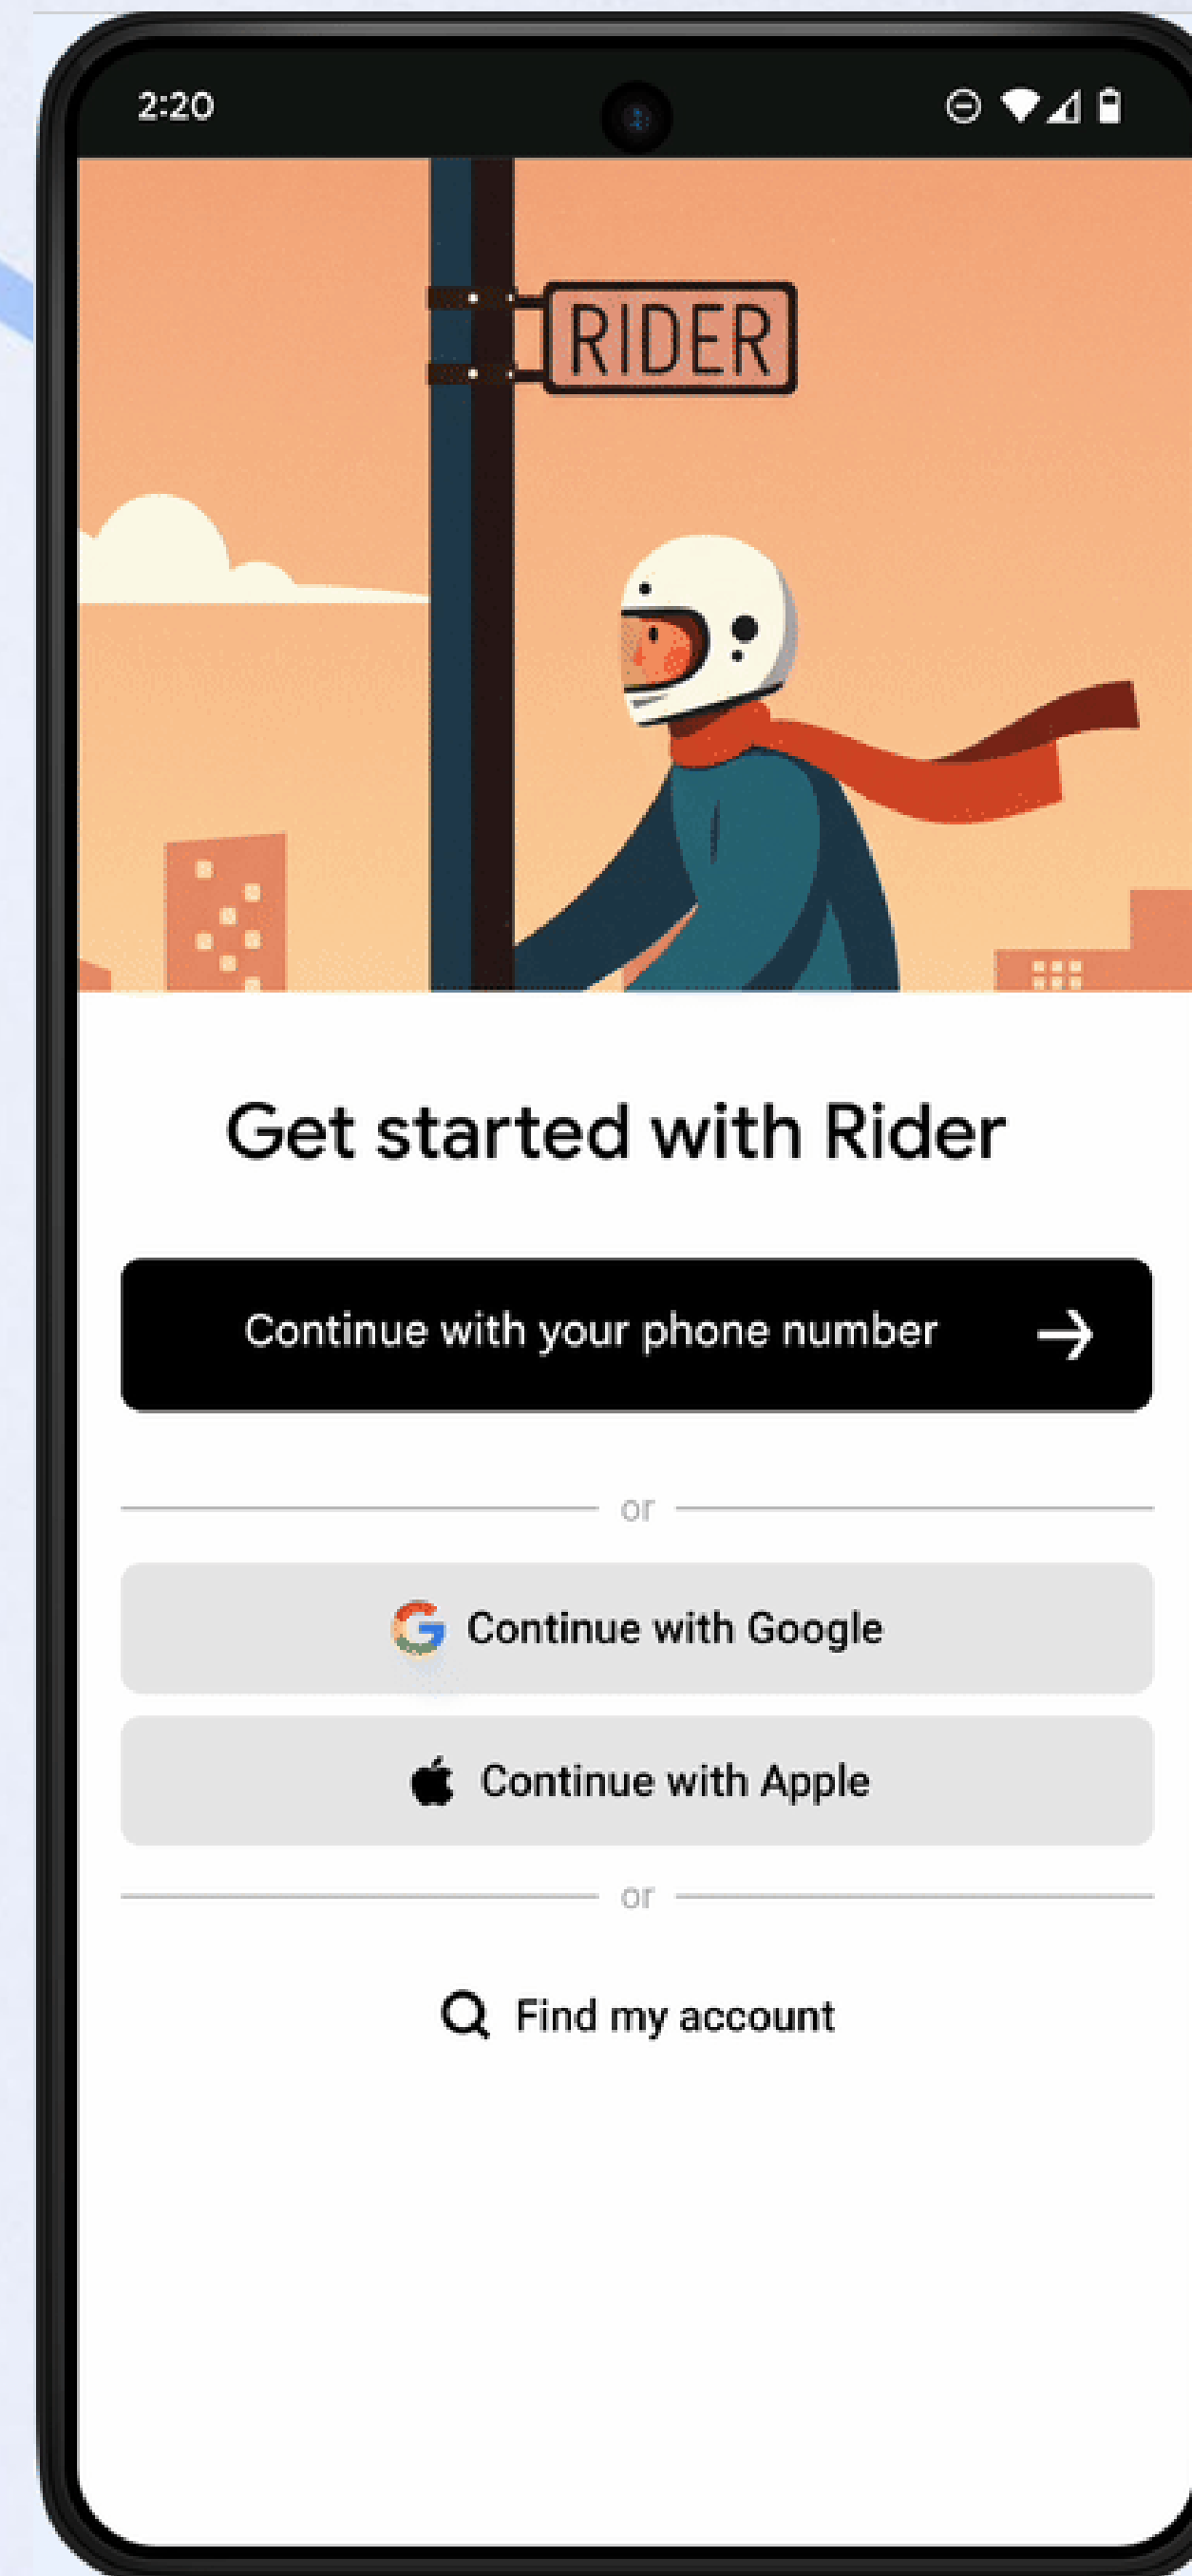 2:20
RIDER
Get started with Rider
Continue with your phone number
or
Continue with Google
Continue with Apple
or
Find my account